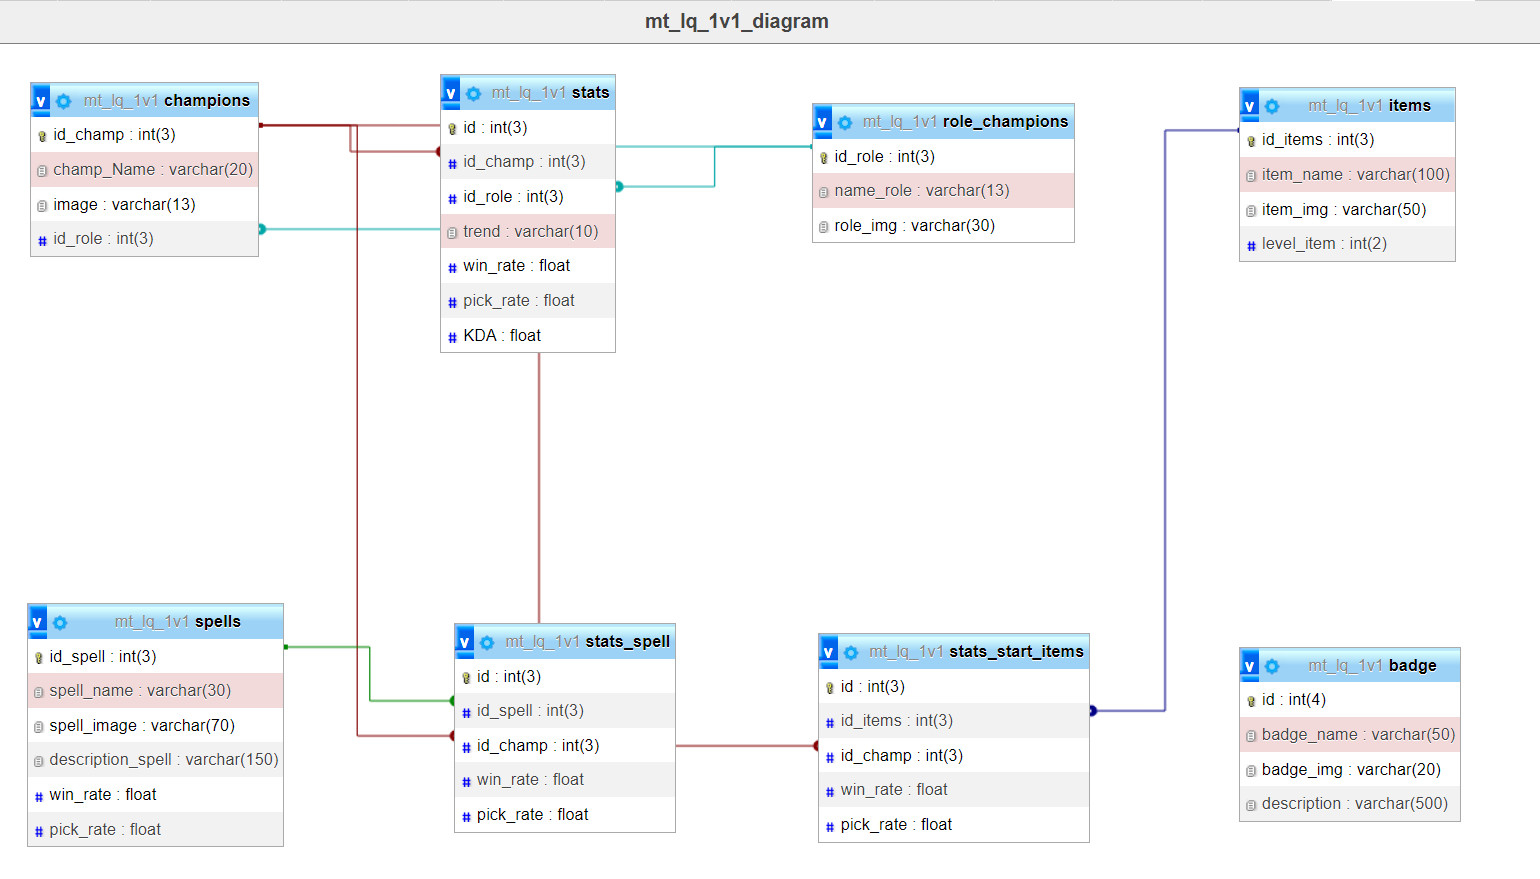 mt_lq_1v1_diagram
v mt_lq_1v1 champions
id_champ : int(3)
champ_Name : varchar(20)
image : varchar(13)
# id_role : int(3)
v mt_lq_1v1 stats
id : int(3)
# id_champ : int(3)
# id_role : int(3)
trend : varchar(10)
# win_rate : float
# pick_rate : float
# KDA : float
v mt_lq_1v1 role_champions
id_role : int(3)
name_role : varchar(13)
role_img : varchar(30)
v mt_lq_1v1 items
id_items : int(3)
item_name : varchar(100)
item_img : varchar(50)
# level_item : int(2)
v mt_lq_1v1 spells
id_spell : int(3)
spell_name : varchar(30)
spell_image : varchar(70)
description_spell : varchar(150)
# win_rate : float
# pick_rate : float
v mt_lq_1v1 stats_spell
id : int(3)
# id_spell : int(3)
# id_champ : int(3)
# win_rate : float
# pick_rate : float
v mt_lq_1v1 stats_start_items
id : int(3)
# id_items : int(3)
# id_champ : int(3)
# win_rate : float
# pick_rate : float
v mt_lq_1v1 badge
id : int(4)
badge_name : varchar(50)
badge_img : varchar(20)
description : varchar(500)